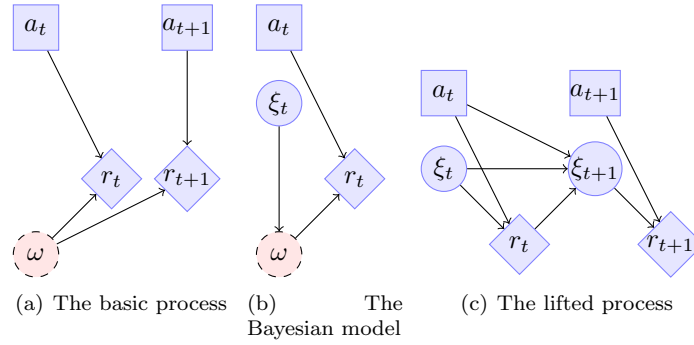 a_t a_{t+1} a_t
ξ_t
r_t r_{t+1} r_t
ω ω
a_t a_{t+1}
ξ_t ξ_{t+1}
r_t r_{t+1}
(a) The basic process
(b) The
Bayesian model
(c) The lifted process